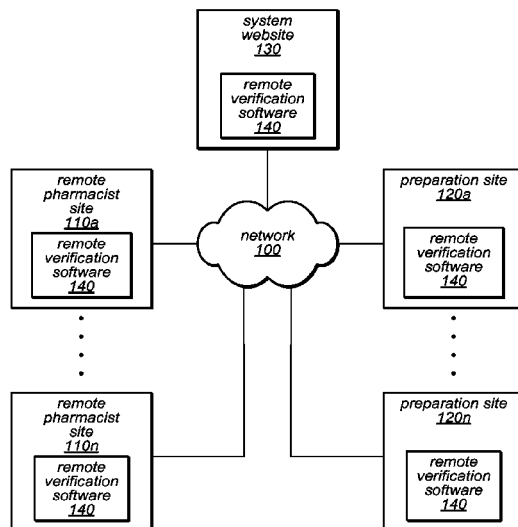 system
website
130
remote
verification
software
140
remote
pharmacist
site
110a
remote
verification
software
140
network
100
preparation site
120a
remote
verification
software
140
remote
pharmacist
site
110n
remote
verification
software
140
preparation site
120n
remote
verification
software
140